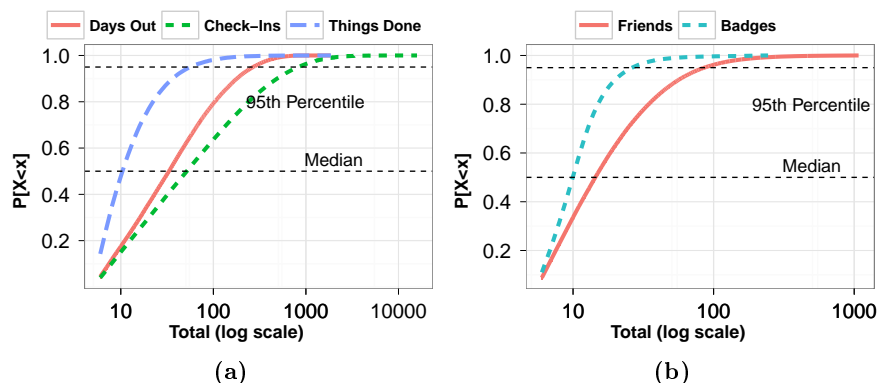 Days Out Check-Ins Things Done
P[X<x]
1.0
0.8
0.6
0.4
0.2
95th Percentile
Median
10 100 1000 10000
Total (log scale)
(a)
Friends Badges
P[X<x]
1.0
0.8
0.6
0.4
0.2
95th Percentile
Median
10 100 1000
Total (log scale)
(b)